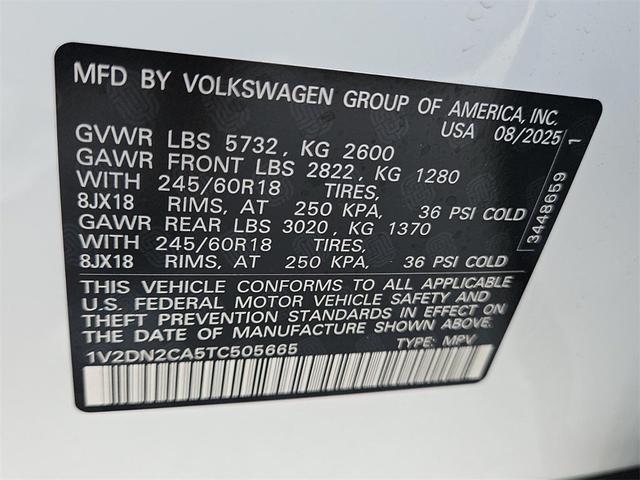 MFD BY VOLKSWAGEN GROUP OF AMERICA, INC.
USA 08/2025
GVWR LBS 5732, KG 2600
GAWR FRONT LBS 2822, KG 1280
WITH 245/60R18 TIRES,
8JX18 RIMS, AT 250 KPA, 36 PSI COLD
GAWR REAR LBS 3020, KG 1370
WITH 245/60R18 TIRES,
8JX18 RIMS, AT 250 KPA, 36 PSI COLD
THIS VEHICLE CONFORMS TO ALL APPLICABLE
U.S. FEDERAL MOTOR VEHICLE SAFETY AND
THEFT PREVENTION STANDARDS IN EFFECT ON
THE DATE OF MANUFACTURE SHOWN ABOVE.
1V2DN2CA5TC505665 TYPE: MPV
3448659 1